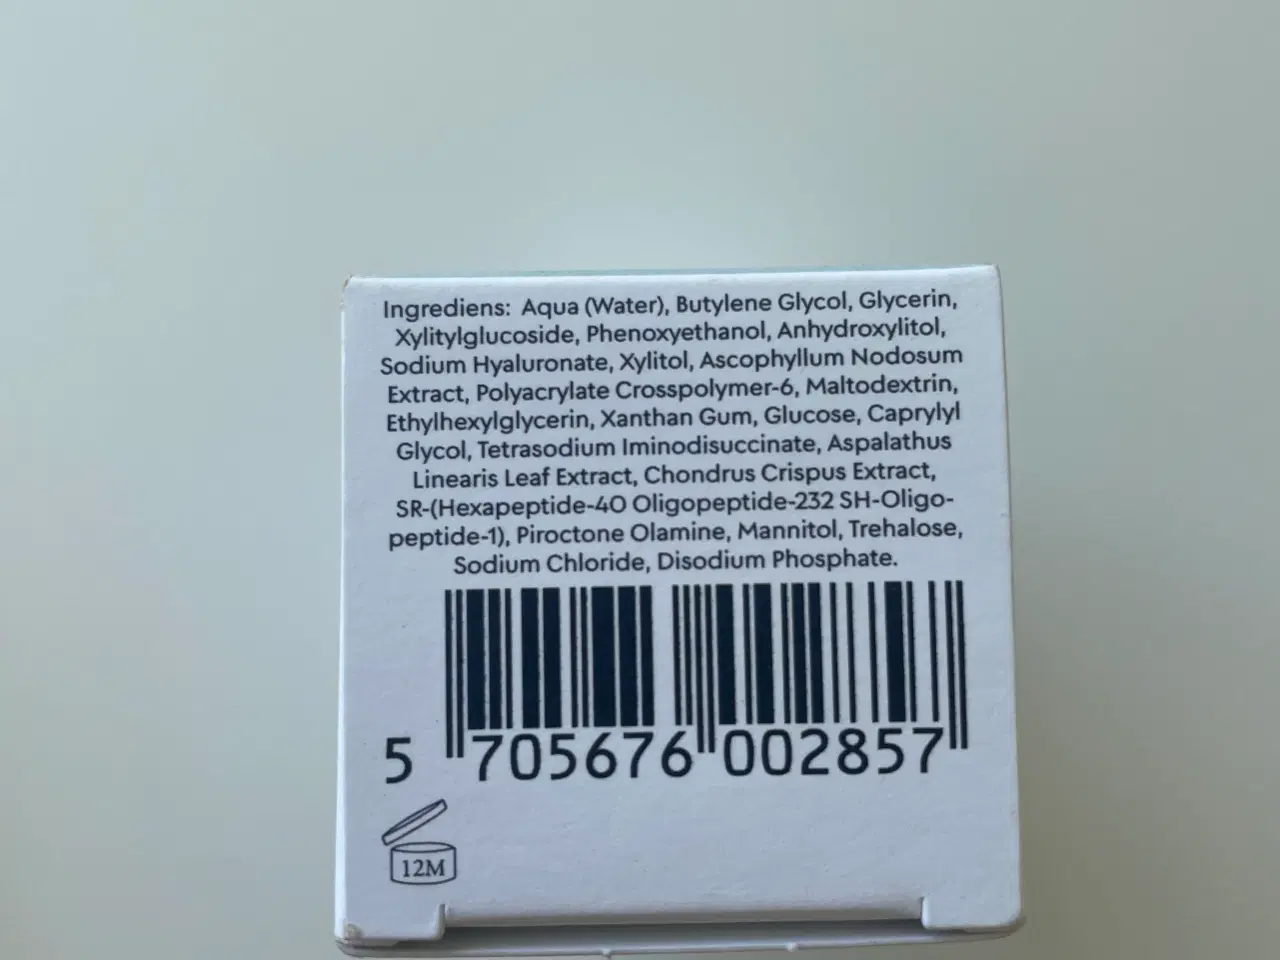 Ingrediens: Aqua (Water), Butylene Glycol, Glycerin,
Xylitylglucoside, Phenoxyethanol, Anhydroxylitol,
Sodium Hyaluronate, Xylitol, Ascophyllum Nodosum
Extract, Polyacrylate Crosspolymer-6, Maltodextrin,
Ethylhexylglycerin, Xanthan Gum, Glucose, Caprylyl
Glycol, Tetrasodium Iminodisuccinate, Aspalathus
Linearis Leaf Extract, Chondrus Crispus Extract,
SR-(Hexapeptide-40 Oligopeptide-232 SH-Oligo-
peptide-1), Piroctone Olamine, Mannitol, Trehalose,
Sodium Chloride, Disodium Phosphate.
5 705676 002857
12M